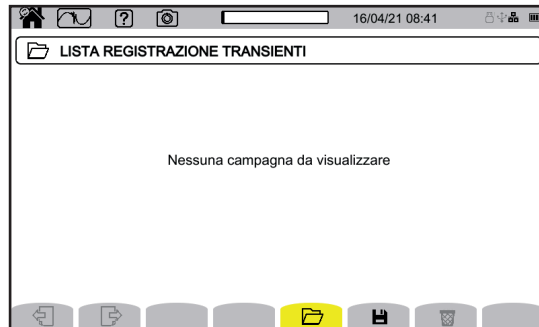 ?
16/04/21 08:41
LISTA REGISTRAZIONE TRANSIENTI
Nessuna campagna da visualizzare